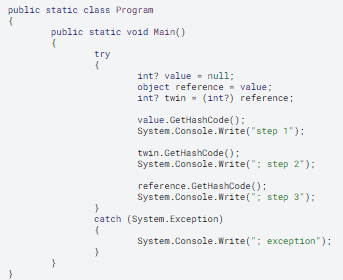 public static class Program
{
public static void Main()
{
try
{
int? value = null;
object reference = value;
int? twin = (int?) reference;
value.GetHashCode();
System.Console.Write("step 1");
twin.GetHashCode();
System.Console.Write("; step 2");
reference.GetHashCode();
System.Console.Write("; step 3");
}
catch (System.Exception)
{
System.Console.Write("; exception");
}
}
}